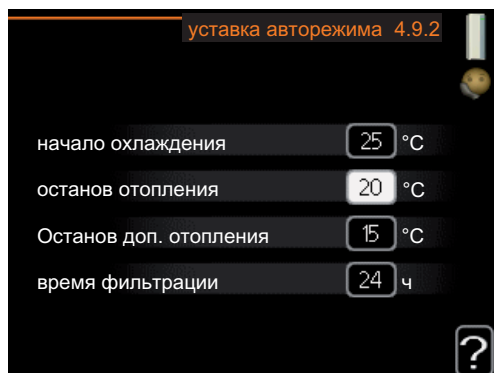 уставка авторежима 4.9.2
начало охлаждения 25 °C
останов отопления 20 °C
Останов доп. отопления 15 °C
время фильтрации 24 ч
?